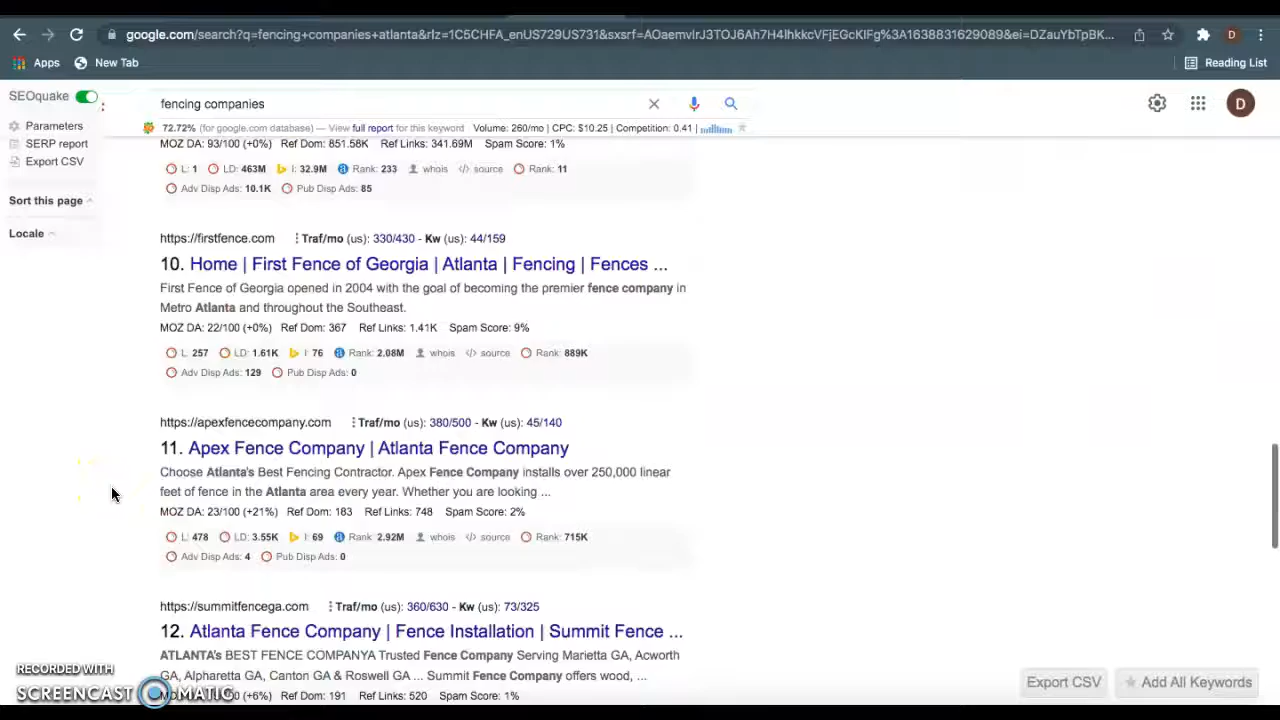 google.com/search?q=fencing+companies+atlanta&rlz=1C5CHFA_enUS729US731&sxsrf=AOaemvIrJ3TOJ6Ah7H4lhkkcVFjEGcKlFg%3A1638831629089&ei=DZauYbTpBK...
Apps New Tab Reading List
SEOquake
fencing companies
D
72.72% (for google.com database) — View full report for this keyword Volume: 260/mo | CPC: $10.25 | Competition: 0.41 |
Parameters
SERP report
Export CSV
Sort this page
Locale
MOZ DA: 93/100 (+0%) Ref Dom: 851.58K Ref Links: 341.69M Spam Score: 1%
L: 1 LD: 463M I: 32.9M Rank: 233 whois </> source Rank: 11
Adv Disp Ads: 10.1K Pub Disp Ads: 85
https://firstfence.com Traf/mo (us): 330/430 - Kw (us): 44/159
10. Home | First Fence of Georgia | Atlanta | Fencing | Fences ...
First Fence of Georgia opened in 2004 with the goal of becoming the premier fence company in
Metro Atlanta and throughout the Southeast.
MOZ DA: 22/100 (+0%) Ref Dom: 367 Ref Links: 1.41K Spam Score: 9%
L: 257 LD: 1.61K I: 76 Rank: 2.08M whois </> source Rank: 889K
Adv Disp Ads: 129 Pub Disp Ads: 0
https://apexfencecompany.com Traf/mo (us): 380/500 - Kw (us): 45/140
11. Apex Fence Company | Atlanta Fence Company
Choose Atlanta's Best Fencing Contractor. Apex Fence Company installs over 250,000 linear
feet of fence in the Atlanta area every year. Whether you are looking ...
MOZ DA: 23/100 (+21%) Ref Dom: 183 Ref Links: 748 Spam Score: 2%
L: 478 LD: 3.55K I: 69 Rank: 2.92M whois </> source Rank: 715K
Adv Disp Ads: 4 Pub Disp Ads: 0
https://summitfencega.com Traf/mo (us): 360/630 - Kw (us): 73/325
12. Atlanta Fence Company | Fence Installation | Summit Fence ...
ATLANTA's BEST FENCE COMPANYA Trusted Fence Company Serving Marietta GA, Acworth
GA, Alpharetta GA, Canton GA & Roswell GA ... Summit Fence Company offers wood, ...
(+6%) Ref Dom: 191 Ref Links: 520 Spam Score: 1%
Export CSV Add All Keywords
RECORDED WITH
SCREENCAST MATIC